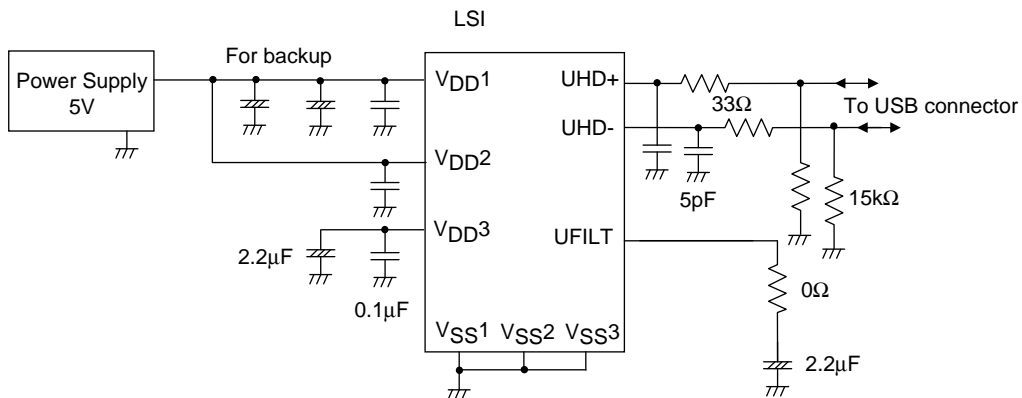 LSI
For backup
Power Supply
5V
VDD1
VDD2
VDD3
2.2μF
0.1μF
VSS1
VSS2
VSS3
UHD+
UHD-
UFILT
33Ω
To USB connector
5pF
15kΩ
0Ω
2.2μF